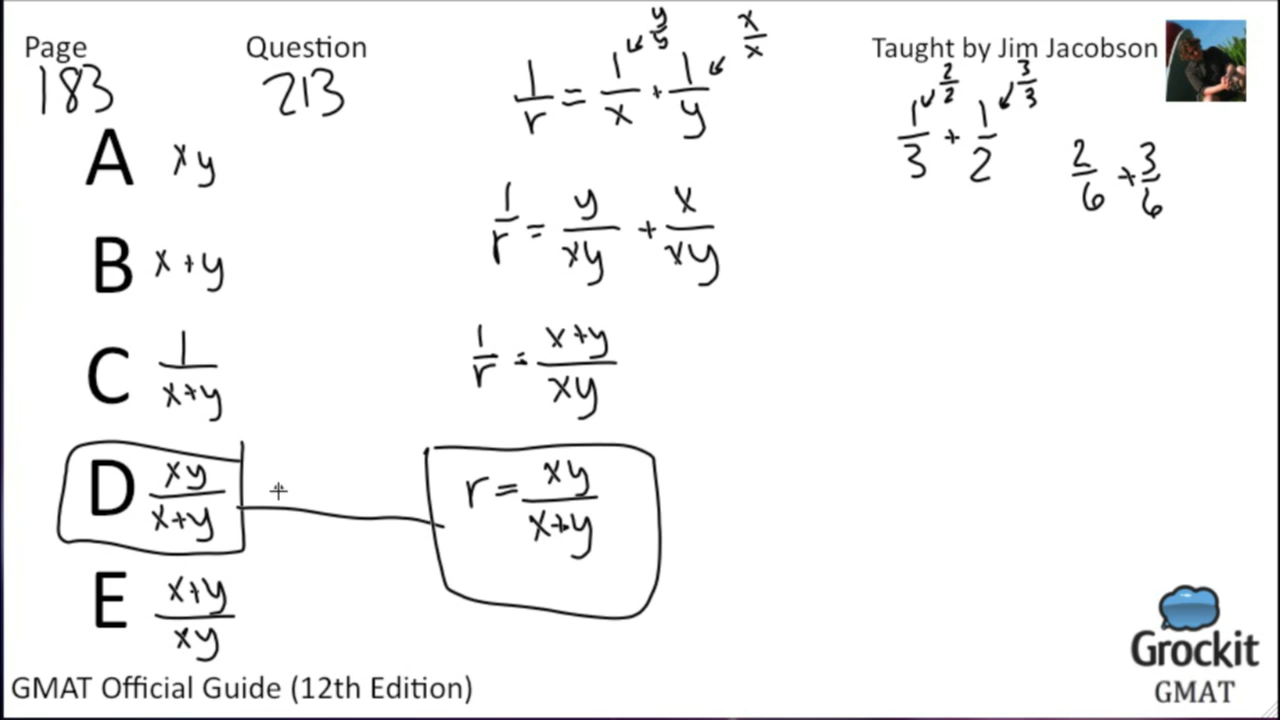 Page
183
Question
213
Taught by Jim Jacobson
A xy
B x + y
C 1/(x+y)
D xy/(x+y)
E (x+y)/xy
y/y
x/x
1/r = 1/x + 1/y
1/r = y/xy + x/xy
1/r = (x+y)/xy
r = xy/(x+y)
2/2
3/3
1/3 + 1/2
2/6 + 3/6
GMAT Official Guide (12th Edition)
Grockit
GMAT